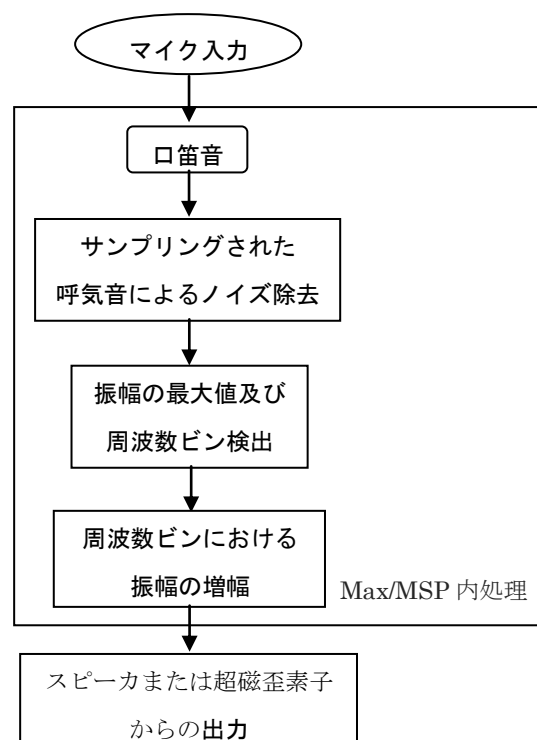 マイク入力
口笛音
サンプリングされた
呼気音によるノイズ除去
振幅の最大値及び
周波数ビン検出
周波数ビンにおける
振幅の増幅
Max/MSP 内処理
スピーカまたは超磁歪素子
からの出力